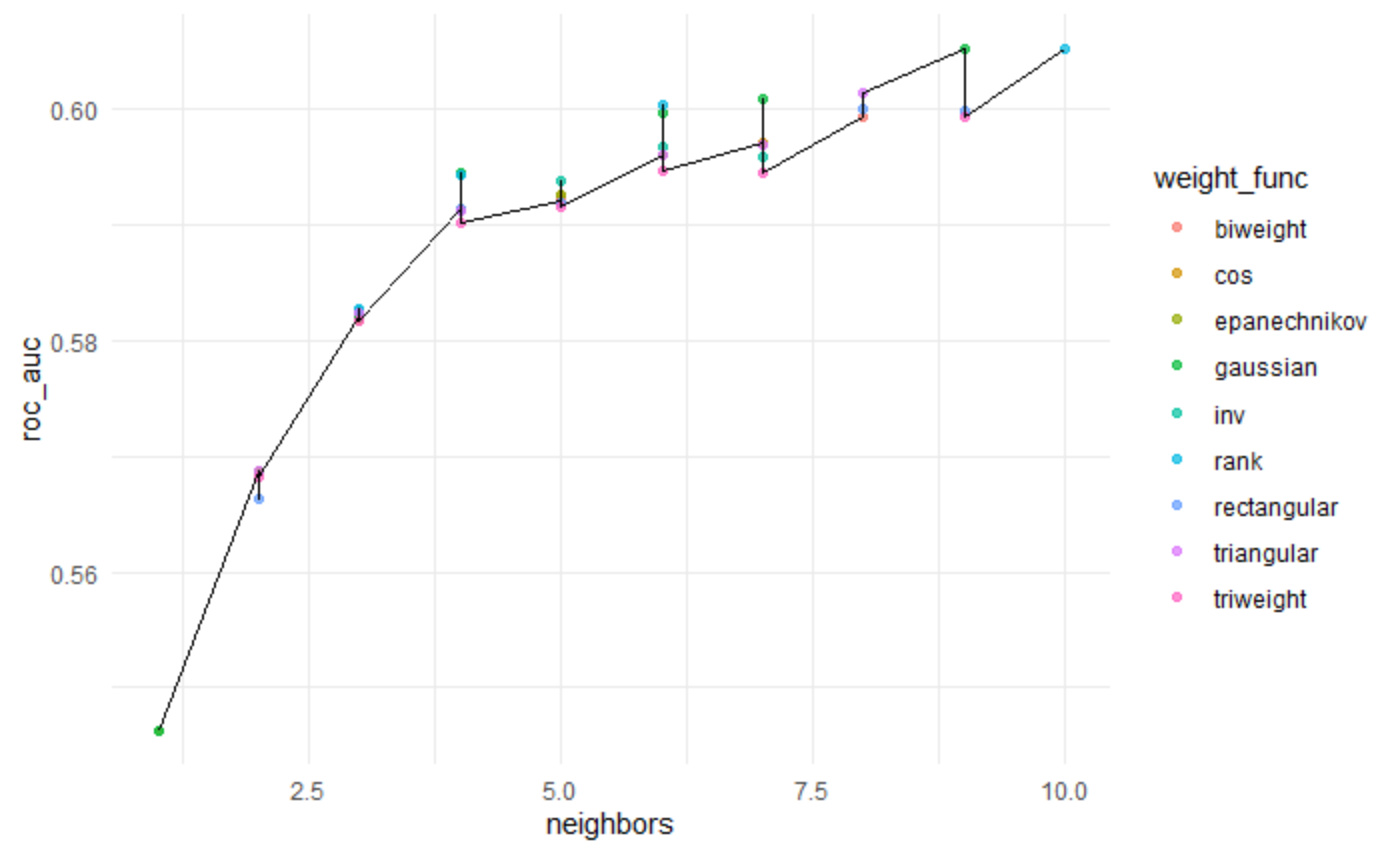 0.60
0.58
0.56
roc_auc
2.5
5.0
7.5
10.0
neighbors
weight_func
biweight
cos
epanechnikov
gaussian
inv
rank
rectangular
triangular
triweight